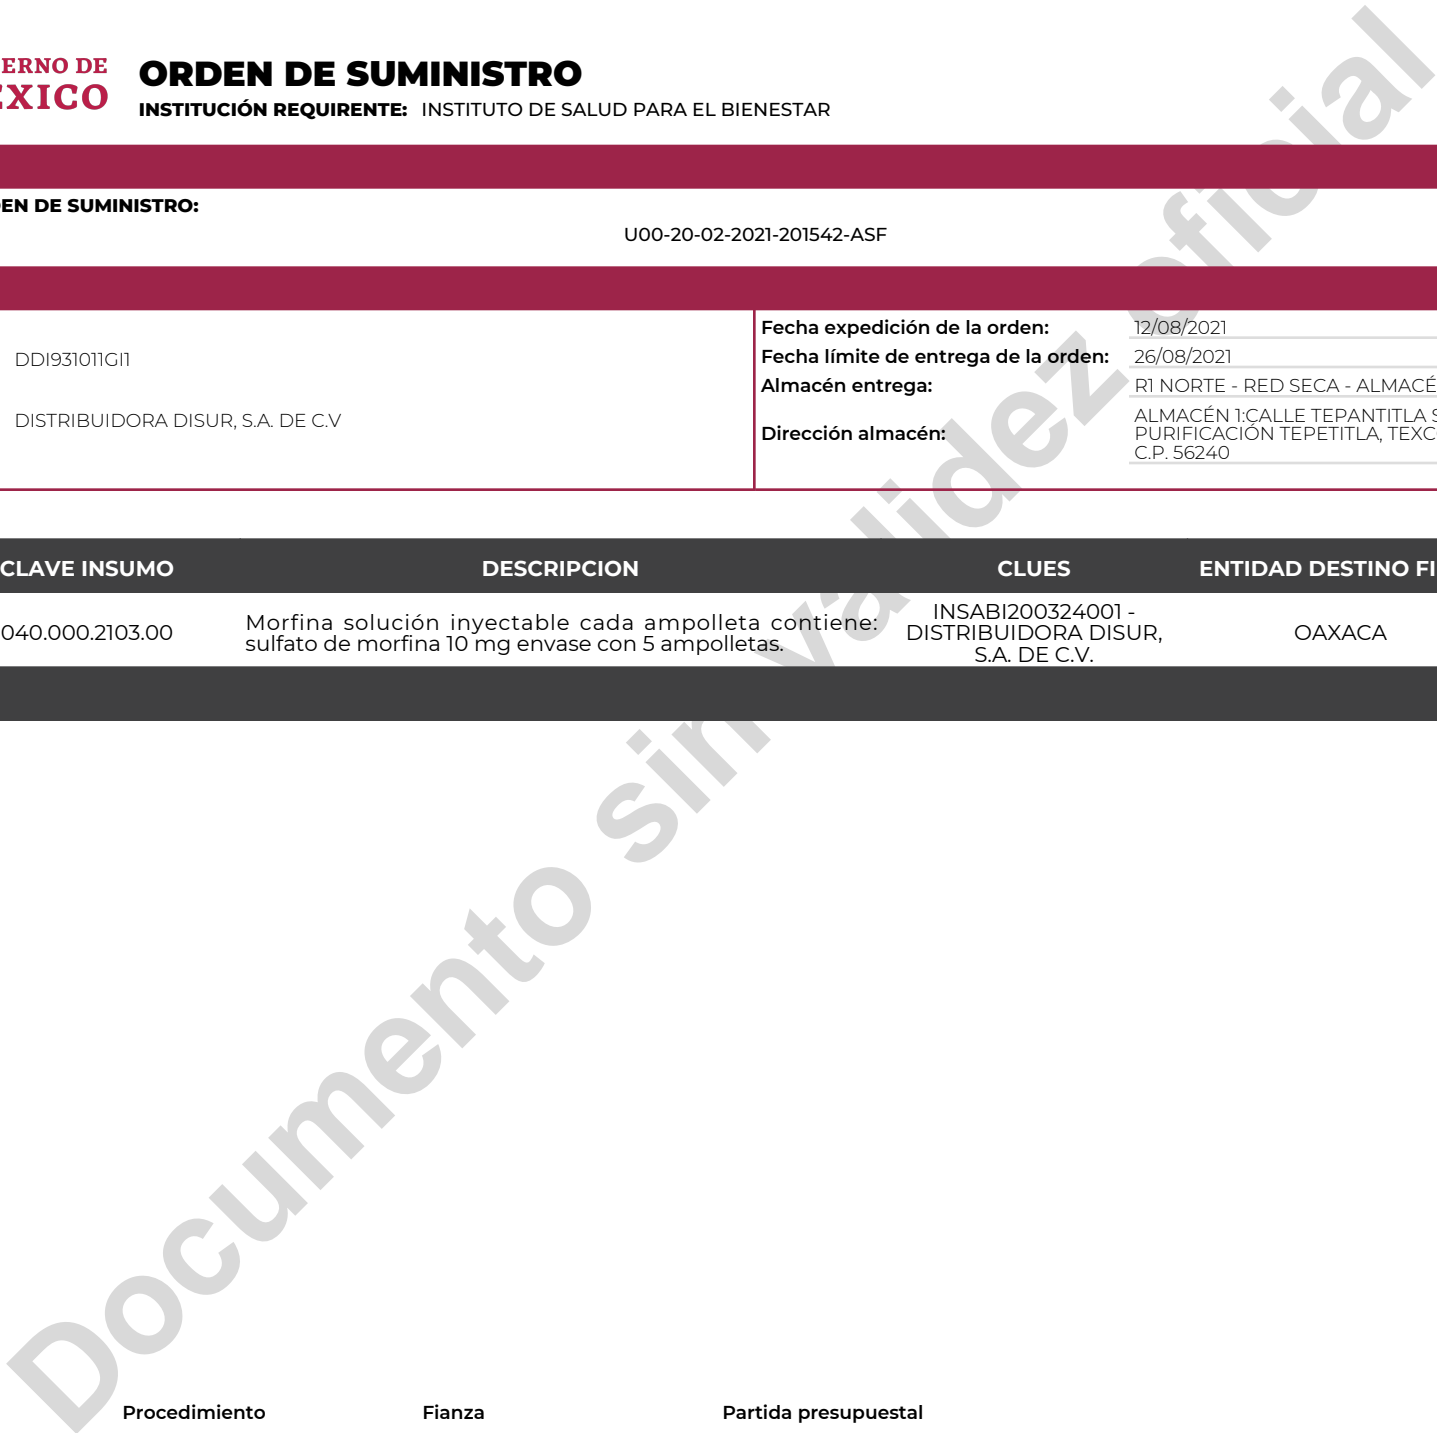 ERNO DE
EXICO
ORDEN DE SUMINISTRO
INSTITUCIÓN REQUIRENTE: INSTITUTO DE SALUD PARA EL BIENESTAR
EN DE SUMINISTRO:
U00-20-02-2021-201542-ASF
DDI931011GI1
DISTRIBUIDORA DISUR, S.A. DE C.V
Fecha expedición de la orden: 12/08/2021
Fecha límite de entrega de la orden: 26/08/2021
Almacén entrega: R1 NORTE - RED SECA - ALMACÉ
Dirección almacén: ALMACÉN 1:CALLE TEPANTITLA S
PURIFICACIÓN TEPETITLA, TEXC
C.P. 56240
CLAVE INSUMO DESCRIPCION CLUES ENTIDAD DESTINO FI
040.000.2103.00
Morfina solución inyectable cada ampolleta contiene:
sulfato de morfina 10 mg envase con 5 ampolletas.
INSABI200324001 -
DISTRIBUIDORA DISUR,
S.A. DE C.V.
OAXACA
Documento sin validez oficial
Procedimiento Fianza Partida presupuestal